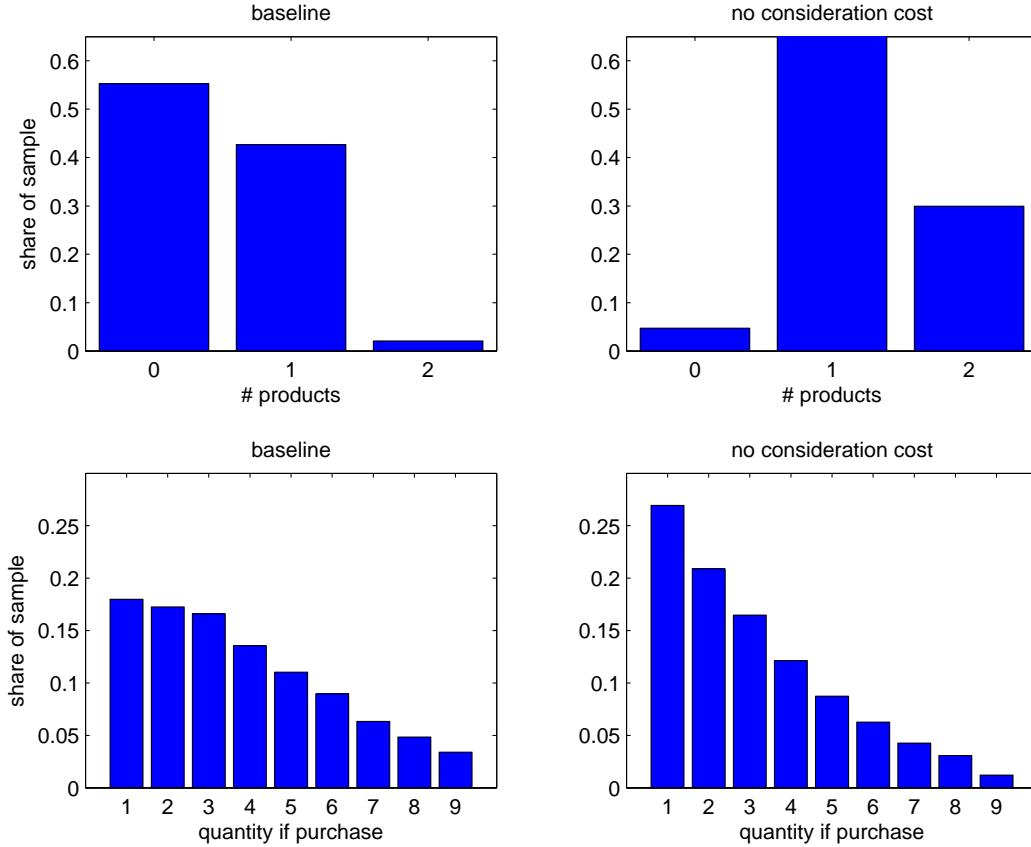 baseline
0.6
0.5
0.4
0.3
0.2
0.1
0
share of sample
0 1 2
# products
no consideration cost
0.6
0.5
0.4
0.3
0.2
0.1
0
0 1 2
# products
baseline
0.25
0.2
0.15
0.1
0.05
0
share of sample
1 2 3 4 5 6 7 8 9
quantity if purchase
no consideration cost
0.25
0.2
0.15
0.1
0.05
0
1 2 3 4 5 6 7 8 9
quantity if purchase